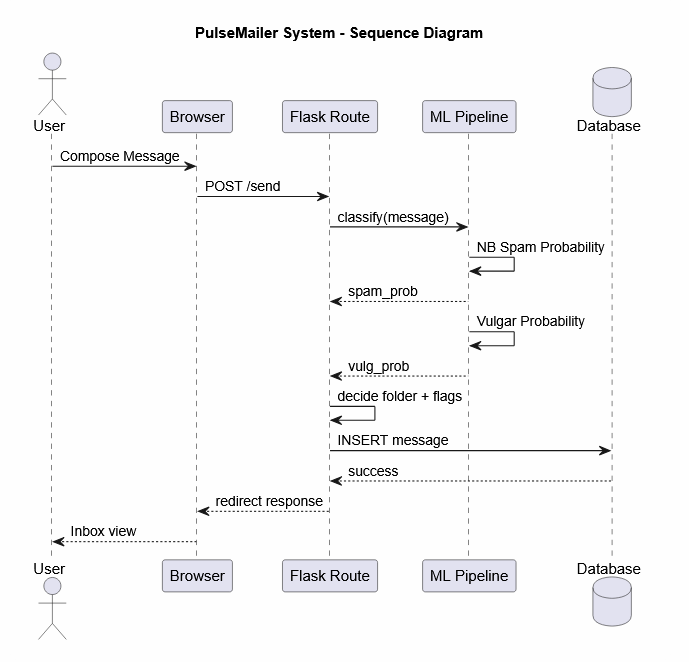 PulseMailer System - Sequence Diagram
User
Browser
Flask Route
ML Pipeline
Database
Compose Message
POST /send
classify(message)
NB Spam Probability
spam_prob
Vulgar Probability
vulg_prob
decide folder + flags
INSERT message
success
redirect response
Inbox view
User
Browser
Flask Route
ML Pipeline
Database